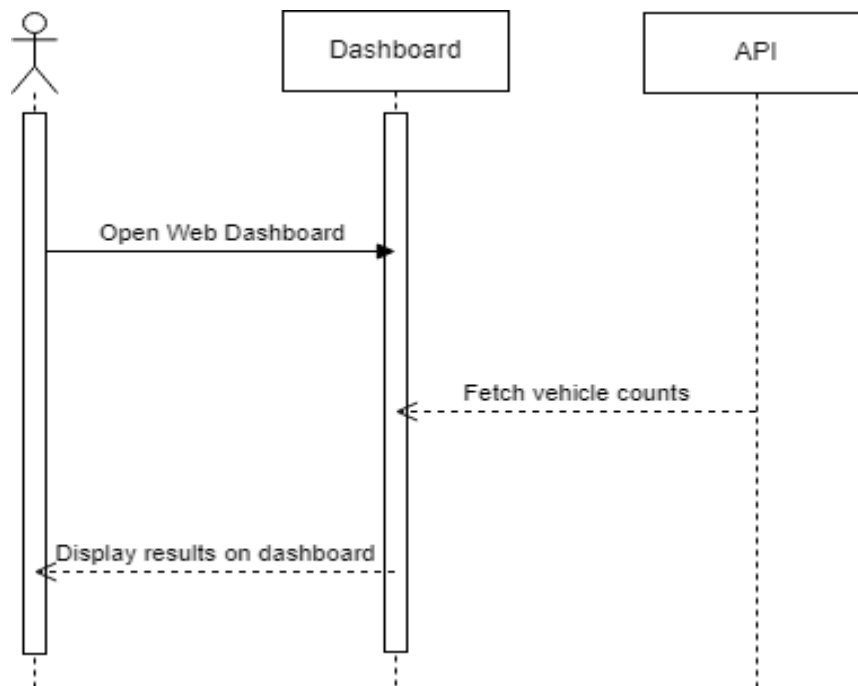 Dashboard
API
Open Web Dashboard
Fetch vehicle counts
Display results on dashboard